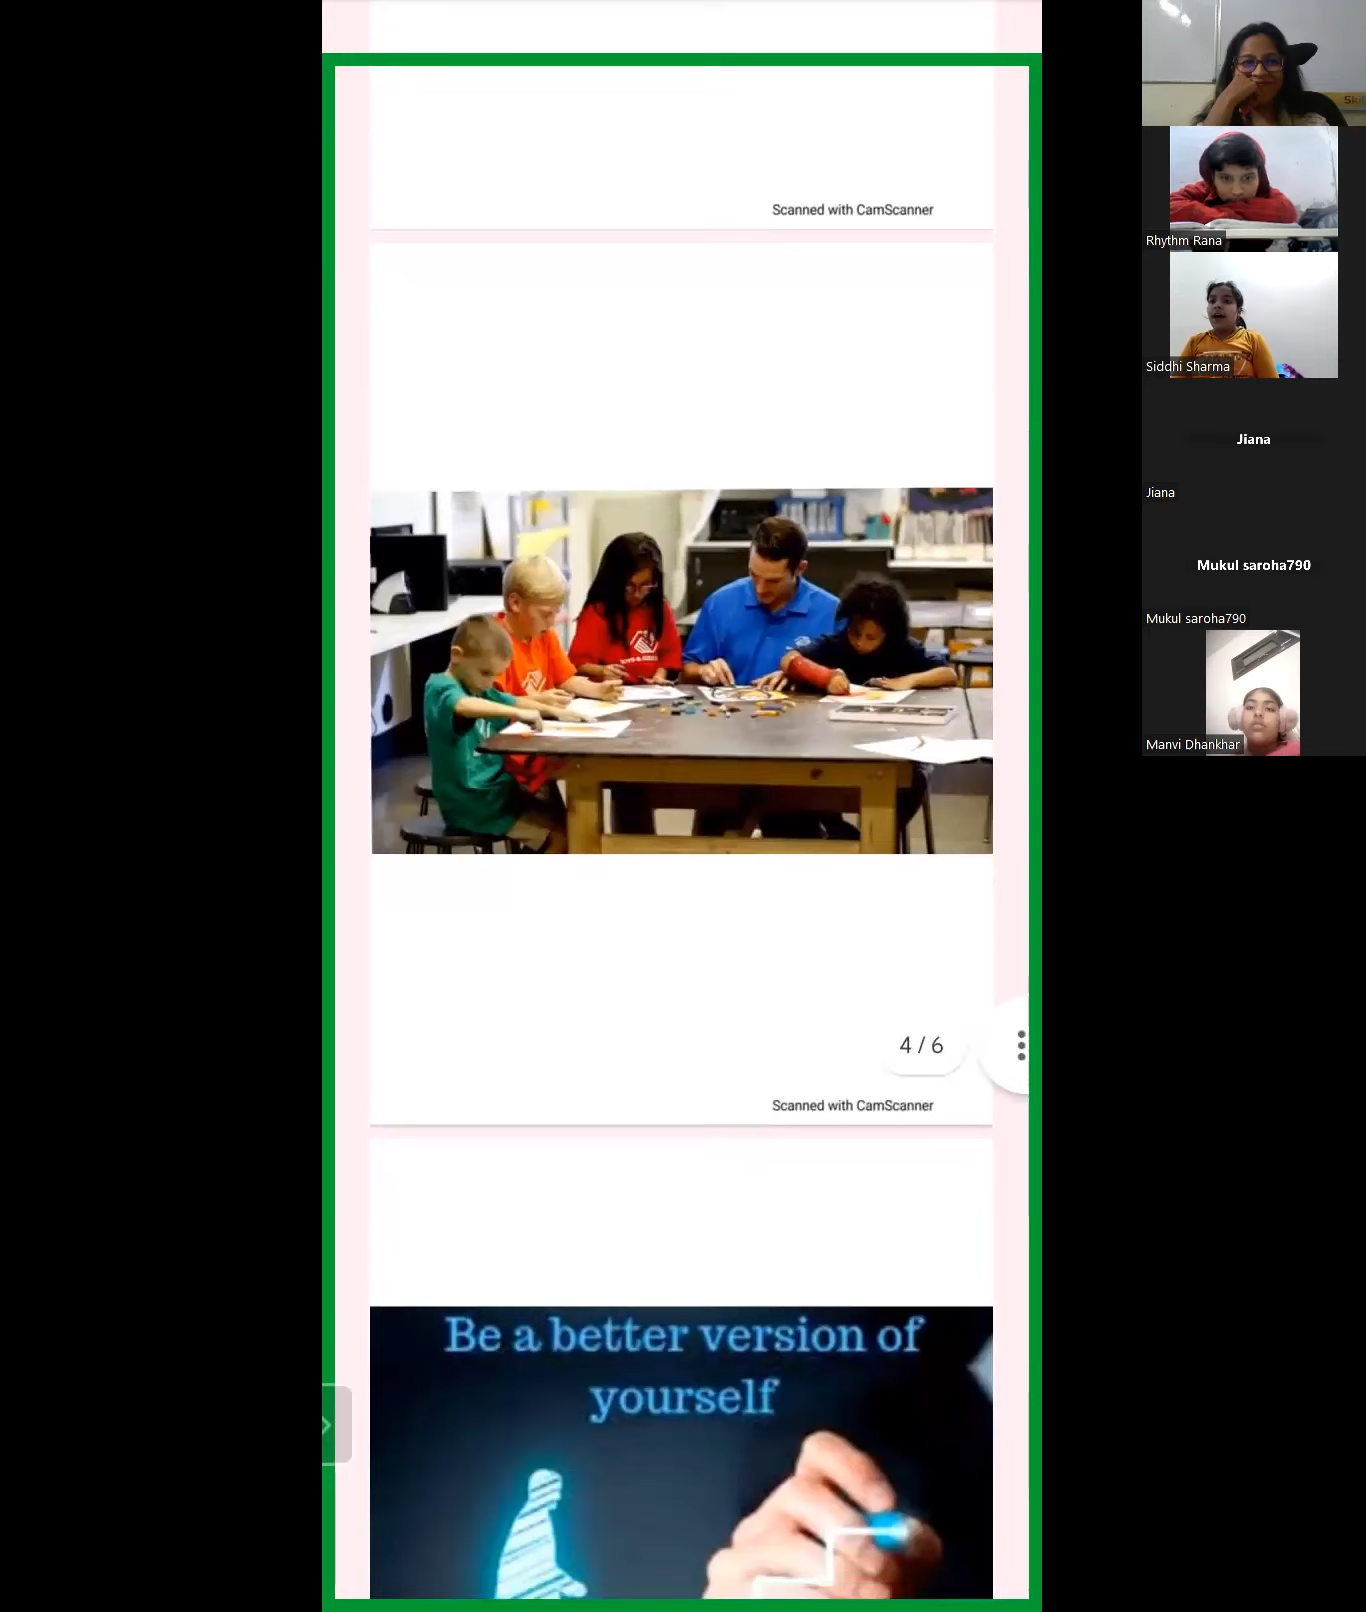 Scanned with CamScanner
4 / 6
Scanned with CamScanner
Be a better version of
yourself
Rhythm Rana
Siddhi Sharma
Jiana
Jiana
Mukul saroha790
Mukul saroha790
Manvi Dhankhar